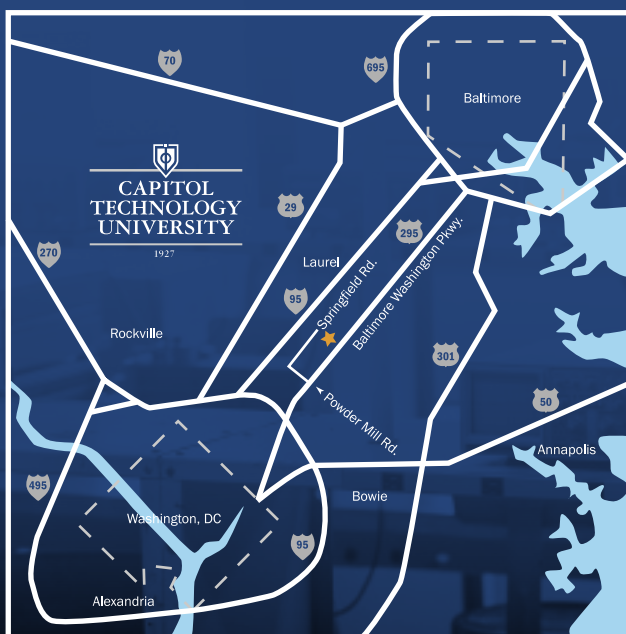 70
695
Baltimore
CAPITOL
TECHNOLOGY
UNIVERSITY
1927
29
295
270
Laurel
95
Springfield Rd.
Baltimore Washington Pkwy.
Rockville
301
Powder Mill Rd.
50
Annapolis
495
Bowie
Washington, DC
95
Alexandria